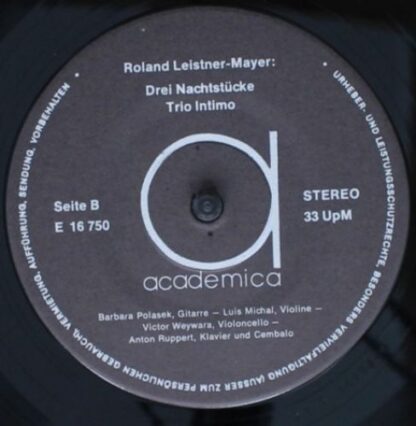 Roland Leistner-Mayer:
Drei Nachtstücke
Trio Intimo
Seite B
E 16 750
STEREO
33 UpM
a
academica
Barbara Polasek, Gitarre – Luis Michal, Violine –
Victor Weywara, Violoncello –
Anton Ruppert, Klavier und Cembalo
• URHEBER- UND LEISTUNGSSCHUTZRECHTE, BESONDERS VERVIELFÄLTIGUNG (AUSSER ZUM PERSÖNLICHEN GEBRAUCH), VERMIETUNG, AUFFÜHRUNG, SENDUNG, VORBEHALTEN •